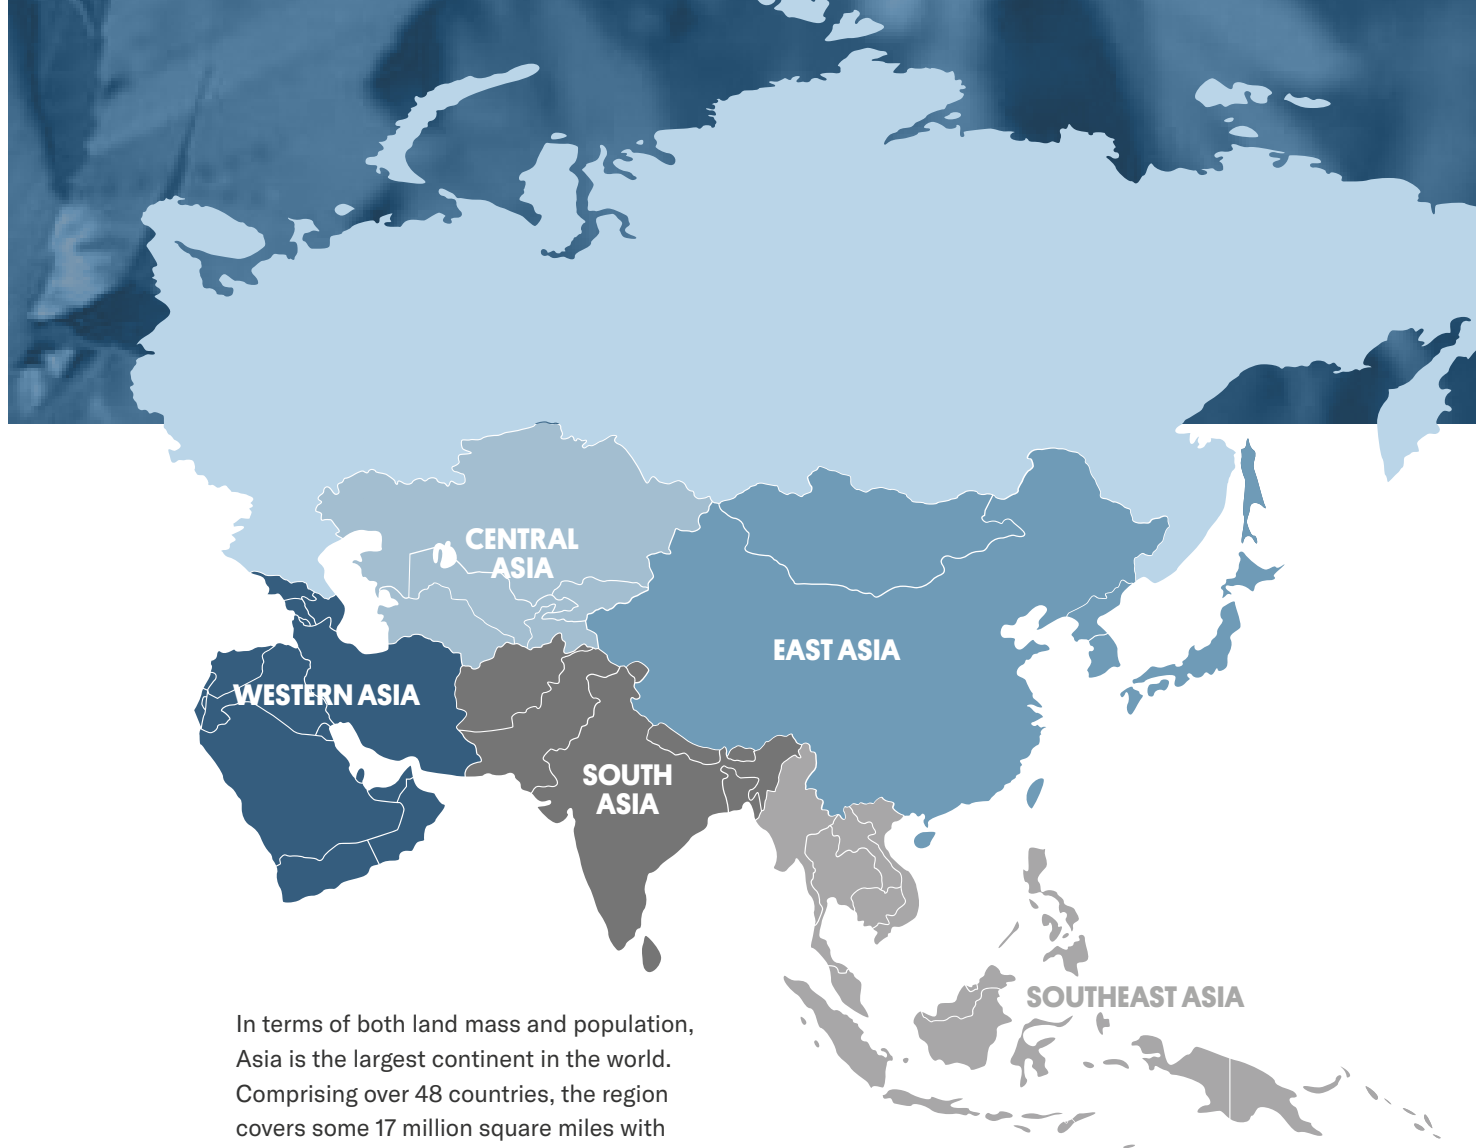 CENTRAL
ASIA
EAST ASIA
WESTERN ASIA
SOUTH
ASIA
SOUTHEAST ASIA
In terms of both land mass and population,
Asia is the largest continent in the world.
Comprising over 48 countries, the region
covers some 17 million square miles with